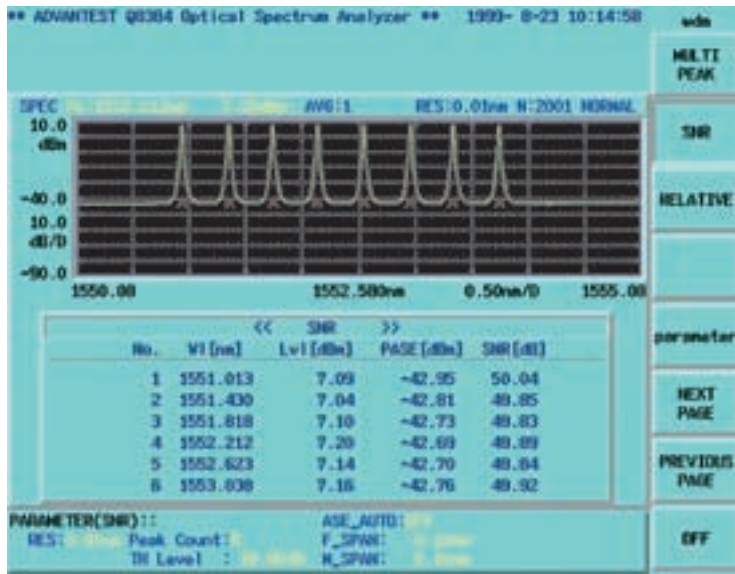 ** ADVANTEST Q8384 Optical Spectrum Analyzer ** 1999- 8-23 10:14:58
wdm
MULTI PEAK
SPEC AVG:1 RES:0.01nm N:2001 NORMAL
10.0
dBm
SNR
-40.0
RELATIVE
10.0
dB/D
-90.0
1550.08 1552.580nm 0.50nm/D 1555.08
<< SNR >>
No. Wl[nm] Lvl[dBm] PASE[dBm] SNR[dB]
1 1551.013 7.09 -42.95 50.04
2 1551.430 7.04 -42.81 49.85
3 1551.818 7.10 -42.73 49.83
4 1552.212 7.20 -42.69 49.89
5 1552.623 7.14 -42.70 49.84
6 1553.038 7.16 -42.76 49.92
parameter
NEXT PAGE
PREVIOUS PAGE
OFF
PARAMETER(SNR)::
ASE_AUTO:
RES: Peak Count: F_SPAN:
TH Level : N_SPAN: